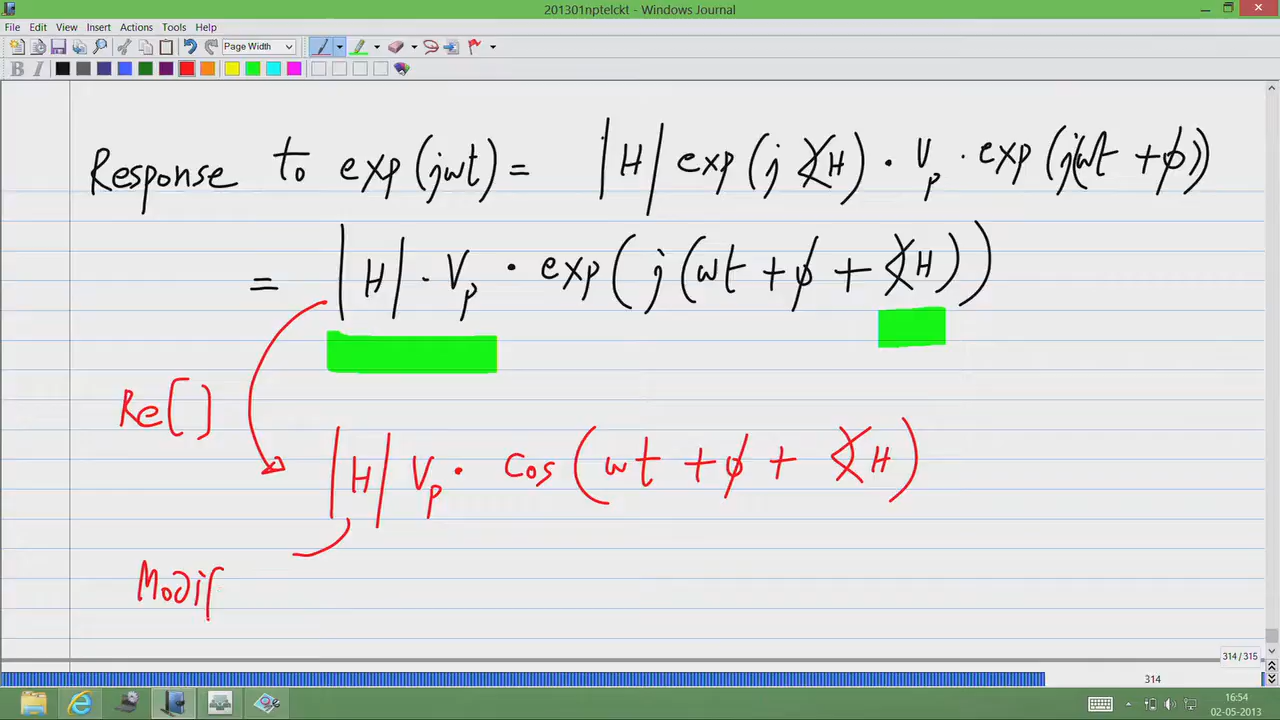 201301nptelckt - Windows Journal
File Edit View Insert Actions Tools Help
Page Width
B I
Response to exp(jωt) = |H| exp(j ∠H) · Vp · exp(j(ωt + ϕ))
= |H| · Vp · exp(j(ωt + ϕ + ∠H))
Re[ ]
|H| Vp · Cos(ωt + ϕ + ∠H)
Modif
314 / 315
314
16:54
02-05-2013